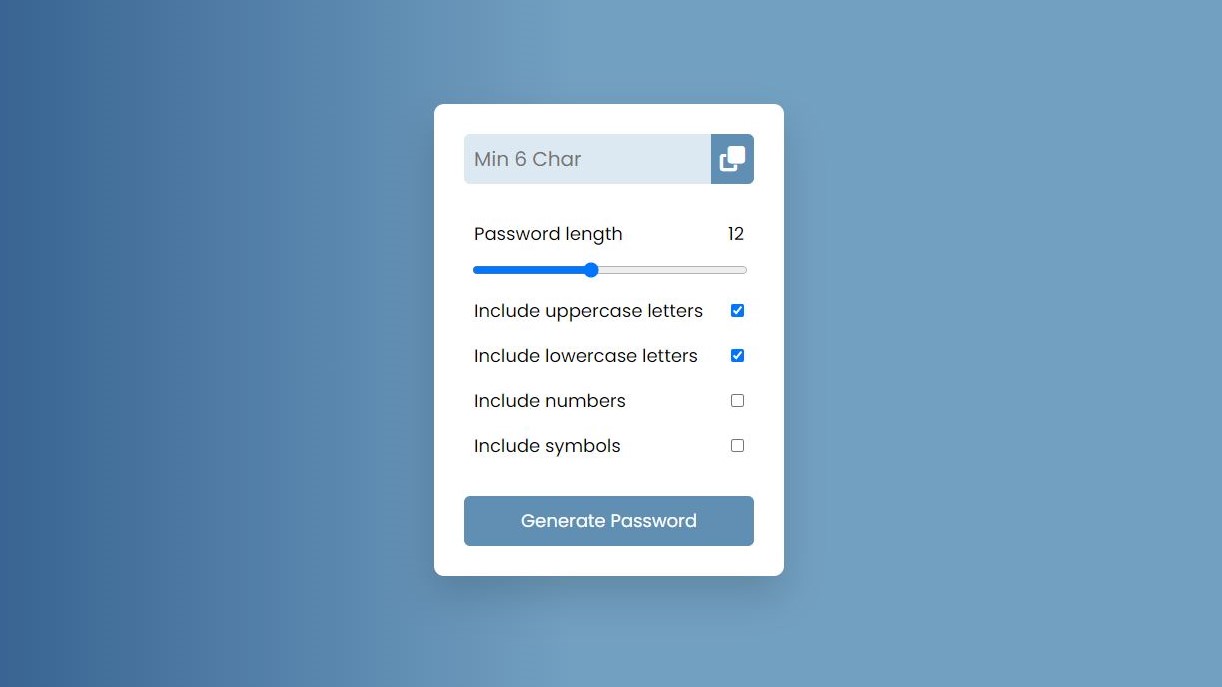 Min 6 Char
Password length 12
Include uppercase letters
Include lowercase letters
Include numbers
Include symbols
Generate Password